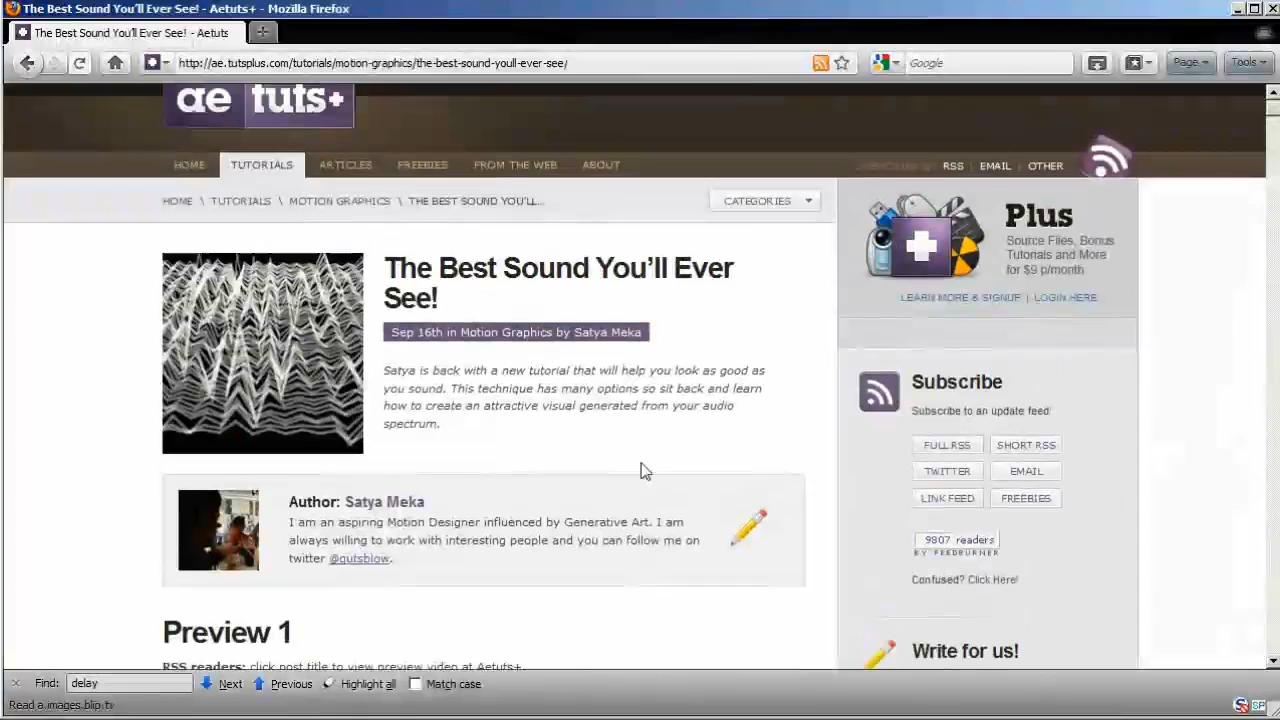 The Best Sound You'll Ever See! - Aetuts+ - Mozilla Firefox
The Best Sound You'll Ever See! - Aetuts
http://ae.tutsplus.com/tutorials/motion-graphics/the-best-sound-youll-ever-see/
Google
Page
Tools
ae tuts+
HOME
TUTORIALS
ARTICLES
FREEBIES
FROM THE WEB
ABOUT
RSS
EMAIL
OTHER
HOME \ TUTORIALS \ MOTION GRAPHICS \ THE BEST SOUND YOU'LL...
CATEGORIES
The Best Sound You'll Ever
See!
Sep 16th in Motion Graphics by Satya Meka
Satya is back with a new tutorial that will help you look as good as
you sound. This technique has many options so sit back and learn
how to create an attractive visual generated from your audio
spectrum.
Author: Satya Meka
I am an aspiring Motion Designer influenced by Generative Art. I am
always willing to work with interesting people and you can follow me on
twitter @gutsblow.
Preview 1
RSS readers: click post title to view preview video at Aetuts+.
Plus
Source Files, Bonus
Tutorials and More
for $9 p/month
LEARN MORE & SIGNUP | LOGIN HERE
Subscribe
Subscribe to an update feed:
FULL RSS
SHORT RSS
TWITTER
EMAIL
LINK FEED
FREEBIES
9807 readers
BY FEEDBURNER
Confused? Click Here!
Write for us!
Find: delay
Next
Previous
Highlight all
Match case
Read a.images.blip.tv
SP